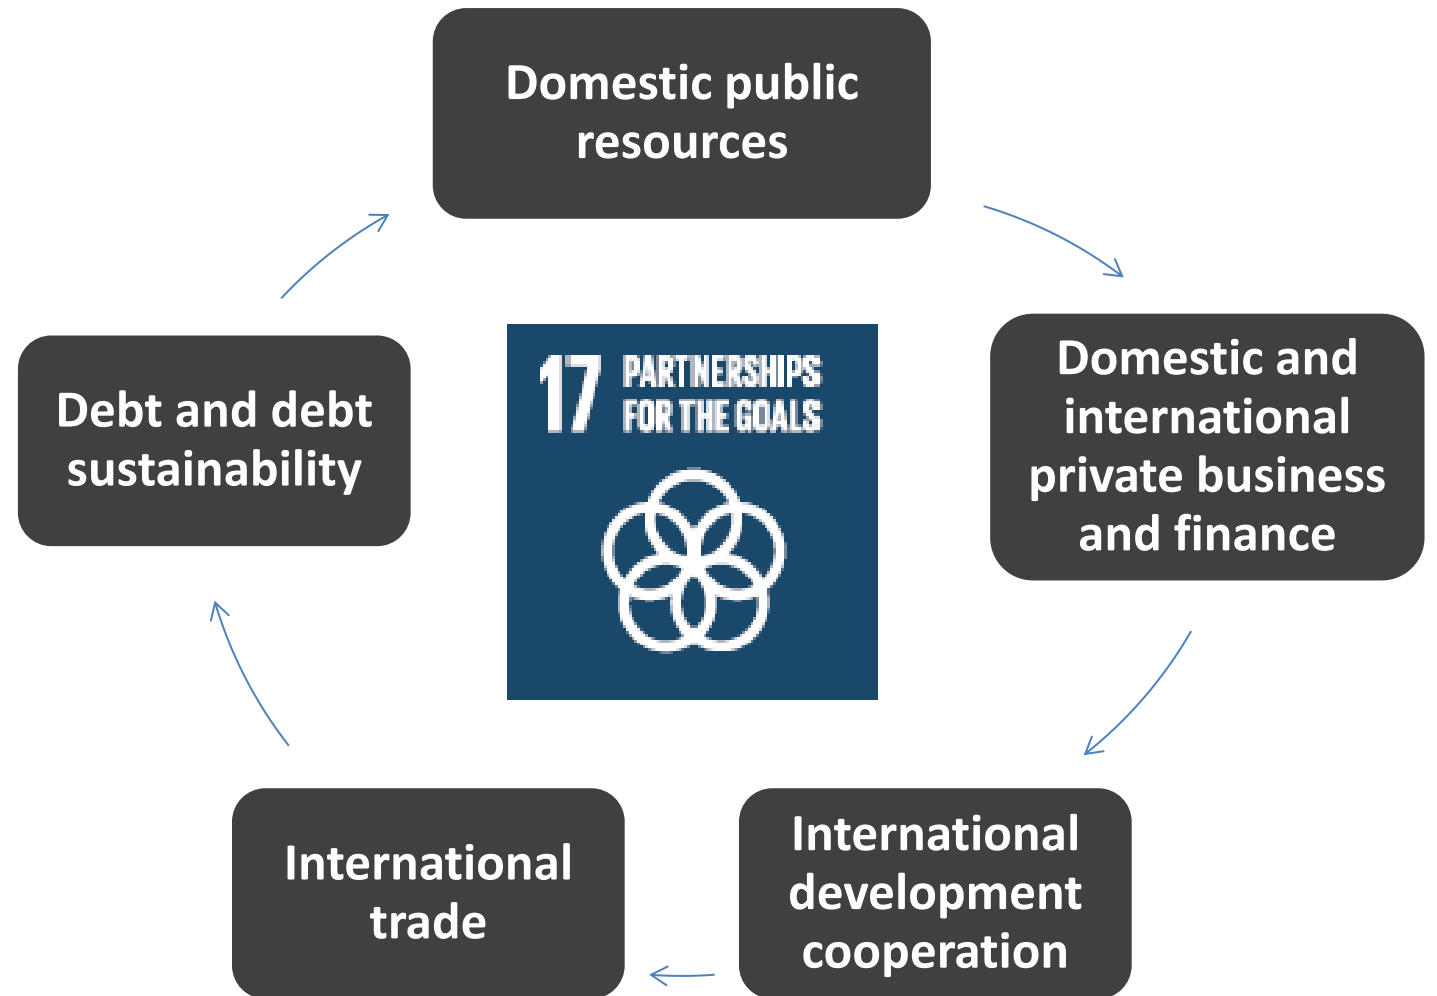 Domestic public
resources
Domestic and
international
private business
and finance
International
development
cooperation
International
trade
Debt and debt
sustainability
17 PARTNERSHIPS
FOR THE GOALS